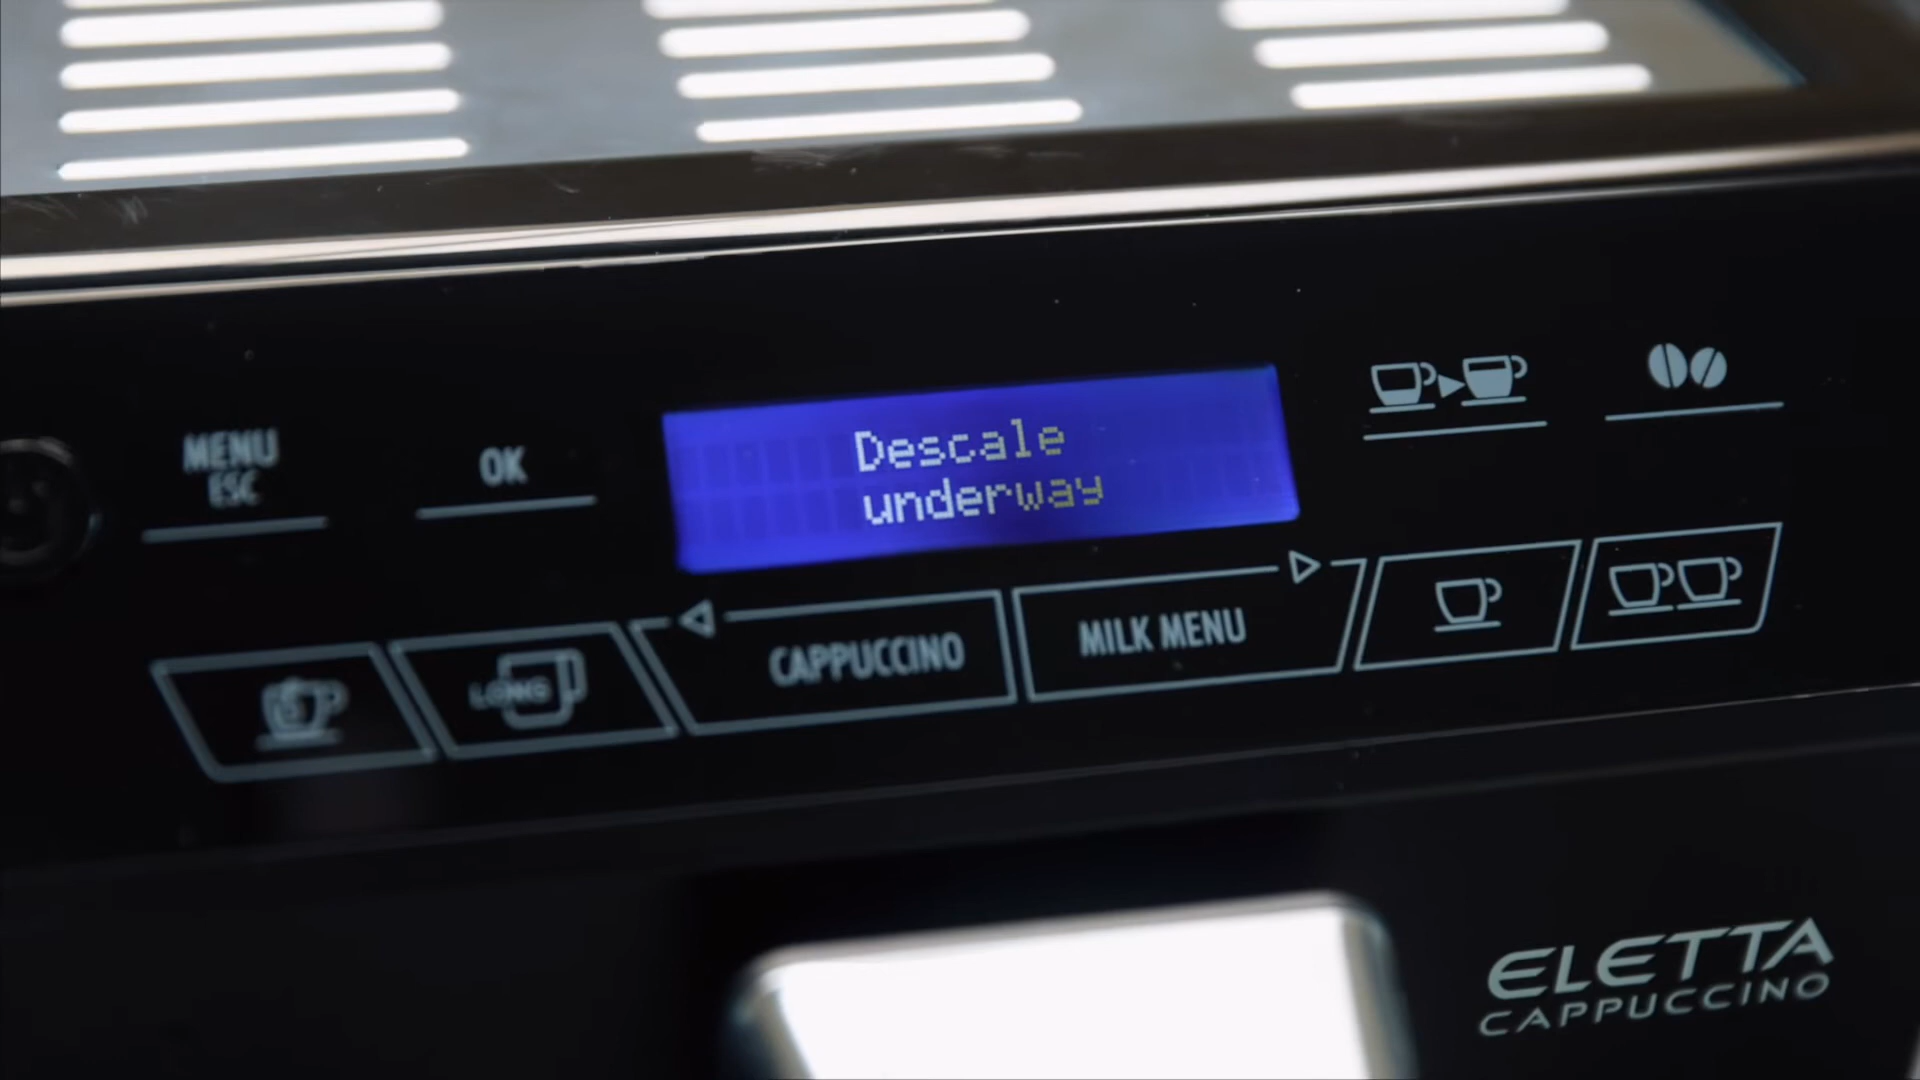 MENU
ESC
OK
Descale
underway
LONG
CAPPUCCINO
MILK MENU
ELETTA
CAPPUCCINO